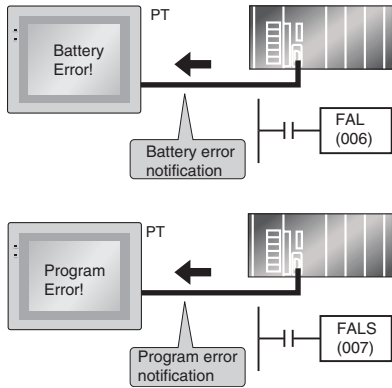 PT
Battery
Error!
FAL
(006)
Battery error
notification
PT
Program
Error!
FALS
(007)
Program error
notification